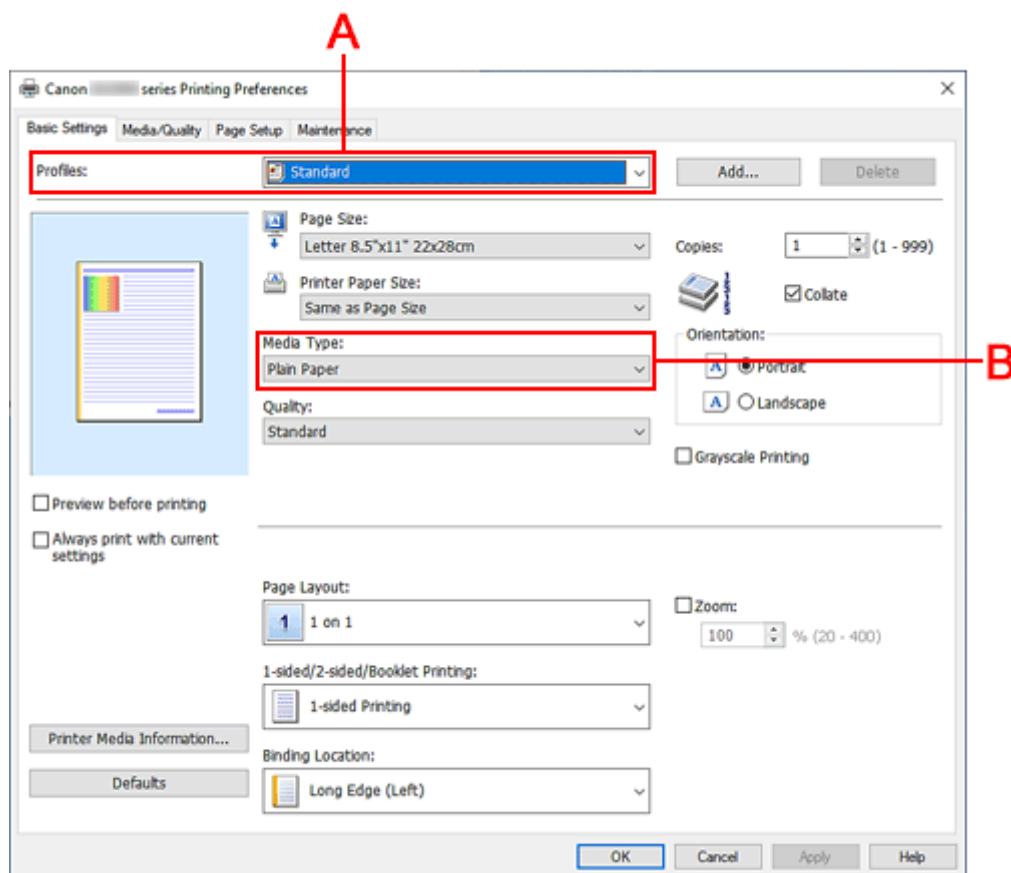 A
Canon series Printing Preferences
Basic Settings Media/Quality Page Setup Maintenance
Profiles: Standard Add... Delete
Page Size:
Letter 8.5"x11" 22x28cm
Copies: 1 (1 - 999)
Printer Paper Size:
Same as Page Size
Collate
Media Type:
Plain Paper
Orientation:
A Portrait
A Landscape
B
Quality:
Standard
Grayscale Printing
Preview before printing
Always print with current
settings
Page Layout:
1 1 on 1
Zoom:
100 % (20 - 400)
1-sided/2-sided/Booklet Printing:
1-sided Printing
Printer Media Information...
Binding Location:
Defaults
Long Edge (Left)
OK Cancel Apply Help